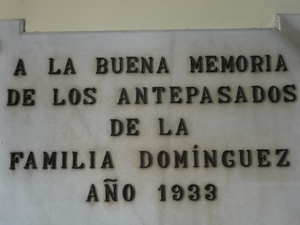 A LA BUENA MEMORIA
DE LOS ANTEPASADOS
DE LA
FAMILIA DOMÍNGUEZ
AÑO 1933